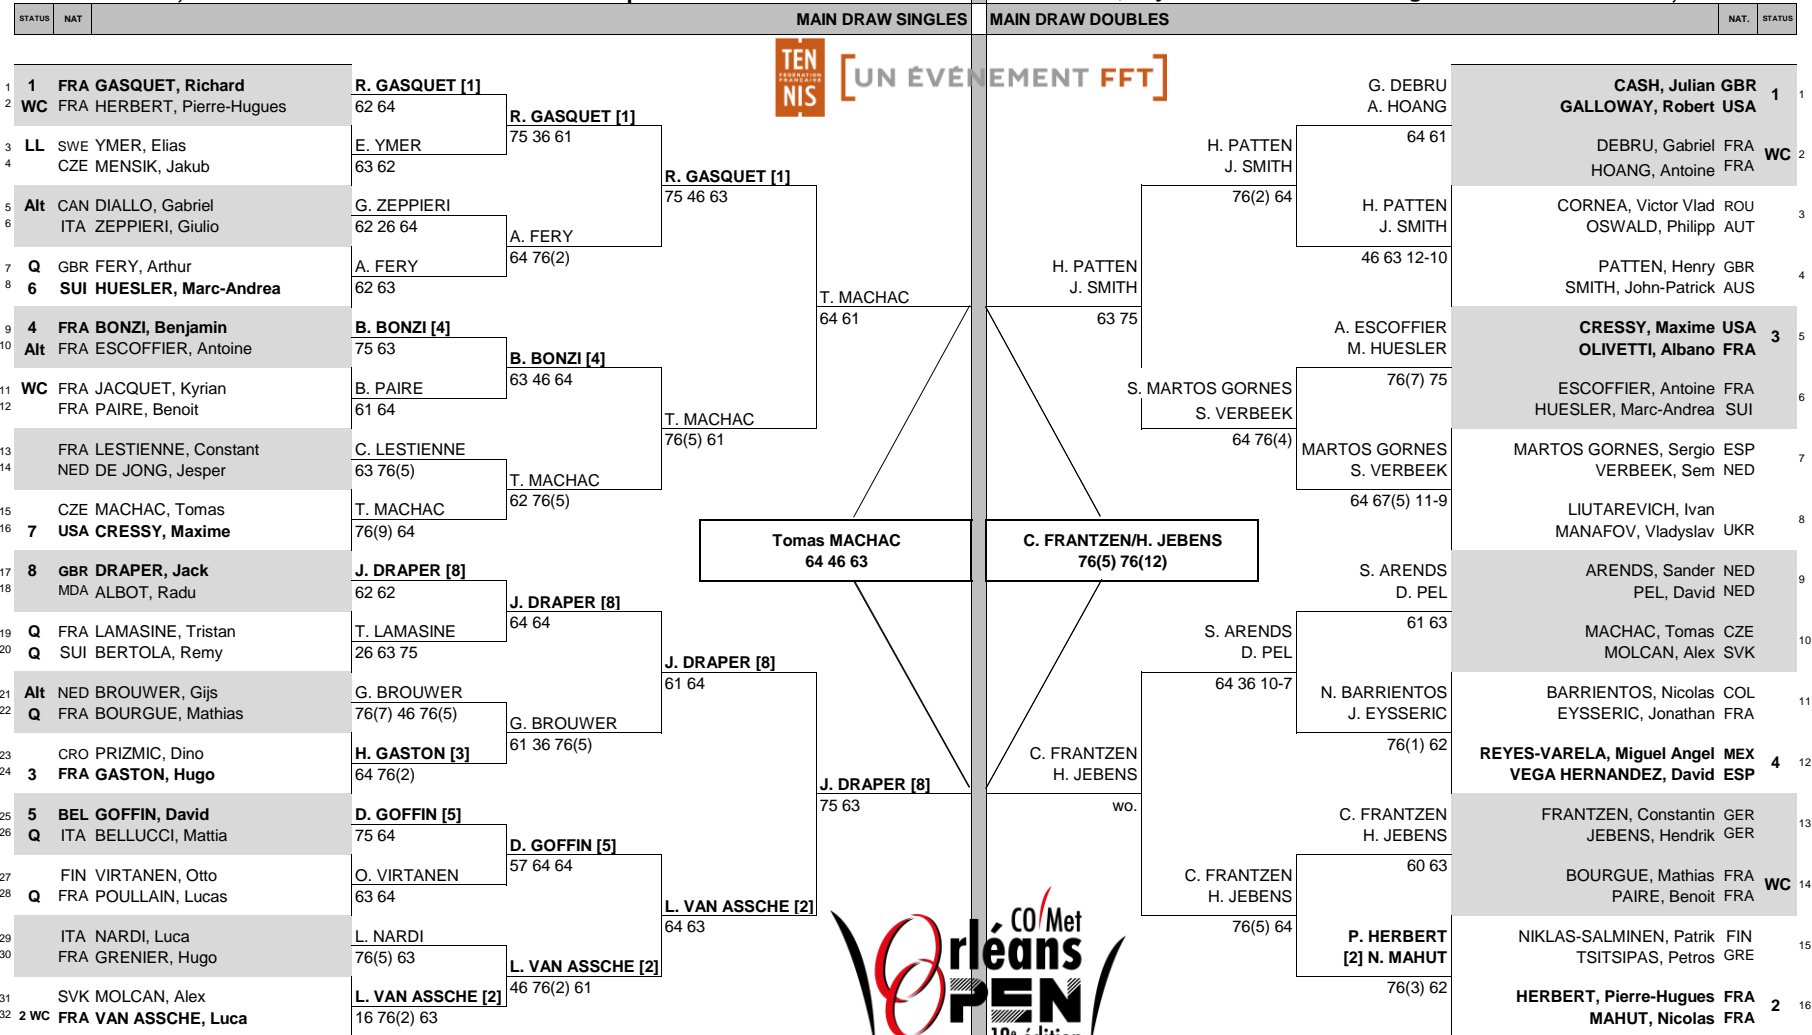 STATUS NAT MAIN DRAW SINGLES MAIN DRAW DOUBLES NAT. STATUS
TENNIS
FÉDÉRATION FRANÇAISE
[UN ÉVÉNEMENT FFT]
1 1 FRA GASQUET, Richard
2 WC FRA HERBERT, Pierre-Hugues
3 LL SWE YMER, Elias
4 CZE MENSIK, Jakub
5 Alt CAN DIALLO, Gabriel
6 ITA ZEPPIERI, Giulio
7 Q GBR FERY, Arthur
8 6 SUI HUESLER, Marc-Andrea
9 4 FRA BONZI, Benjamin
10 Alt FRA ESCOFFIER, Antoine
11 WC FRA JACQUET, Kyrian
12 FRA PAIRE, Benoit
13 FRA LESTIENNE, Constant
14 NED DE JONG, Jesper
15 CZE MACHAC, Tomas
16 7 USA CRESSY, Maxime
17 8 GBR DRAPER, Jack
18 MDA ALBOT, Radu
19 Q FRA LAMASINE, Tristan
20 Q SUI BERTOLA, Remy
21 Alt NED BROUWER, Gijs
22 Q FRA BOURGUE, Mathias
23 CRO PRIZMIC, Dino
24 3 FRA GASTON, Hugo
25 5 BEL GOFFIN, David
26 Q ITA BELLUCCI, Mattia
27 FIN VIRTANEN, Otto
28 Q FRA POULLAIN, Lucas
29 ITA NARDI, Luca
30 FRA GRENIER, Hugo
31 SVK MOLCAN, Alex
32 2 WC FRA VAN ASSCHE, Luca
R. GASQUET [1]
62 64
E. YMER
63 62
G. ZEPPIERI
62 26 64
A. FERY
62 63
B. BONZI [4]
75 63
B. PAIRE
61 64
C. LESTIENNE
63 76(5)
T. MACHAC
76(9) 64
J. DRAPER [8]
62 62
T. LAMASINE
26 63 75
G. BROUWER
76(7) 46 76(5)
H. GASTON [3]
64 76(2)
D. GOFFIN [5]
75 64
O. VIRTANEN
63 64
L. NARDI
76(5) 63
L. VAN ASSCHE [2]
16 76(2) 63
R. GASQUET [1]
75 36 61
A. FERY
64 76(2)
B. BONZI [4]
63 46 64
T. MACHAC
62 76(5)
J. DRAPER [8]
64 64
G. BROUWER
61 36 76(5)
D. GOFFIN [5]
57 64 64
L. VAN ASSCHE [2]
46 76(2) 61
R. GASQUET [1]
75 46 63
T. MACHAC
76(5) 61
J. DRAPER [8]
61 64
L. VAN ASSCHE [2]
64 63
T. MACHAC
64 61
J. DRAPER [8]
75 63
Tomas MACHAC
64 46 63
C. FRANTZEN/H. JEBENS
76(5) 76(12)
H. PATTEN
J. SMITH
63 75
C. FRANTZEN
H. JEBENS
wo.
H. PATTEN
J. SMITH
76(2) 64
S. MARTOS GORNES
S. VERBEEK
64 76(4)
S. ARENDS
D. PEL
64 36 10-7
C. FRANTZEN
H. JEBENS
76(5) 64
G. DEBRU
A. HOANG
64 61
H. PATTEN
J. SMITH
46 63 12-10
A. ESCOFFIER
M. HUESLER
76(7) 75
MARTOS GORNES
S. VERBEEK
64 67(5) 11-9
S. ARENDS
D. PEL
61 63
N. BARRIENTOS
J. EYSSERIC
76(1) 62
C. FRANTZEN
H. JEBENS
60 63
P. HERBERT
[2] N. MAHUT
76(3) 62
CASH, Julian GBR 1 1
GALLOWAY, Robert USA
DEBRU, Gabriel FRA WC 2
HOANG, Antoine FRA
CORNEA, Victor Vlad ROU 3
OSWALD, Philipp AUT
PATTEN, Henry GBR 4
SMITH, John-Patrick AUS
CRESSY, Maxime USA 3 5
OLIVETTI, Albano FRA
ESCOFFIER, Antoine FRA 6
HUESLER, Marc-Andrea SUI
MARTOS GORNES, Sergio ESP 7
VERBEEK, Sem NED
LIUTAREVICH, Ivan 8
MANAFOV, Vladyslav UKR
ARENDS, Sander NED 9
PEL, David NED
MACHAC, Tomas CZE 10
MOLCAN, Alex SVK
BARRIENTOS, Nicolas COL 11
EYSSERIC, Jonathan FRA
REYES-VARELA, Miguel Angel MEX 4 12
VEGA HERNANDEZ, David ESP
FRANTZEN, Constantin GER 13
JEBENS, Hendrik GER
BOURGUE, Mathias FRA WC 14
PAIRE, Benoit FRA
NIKLAS-SALMINEN, Patrik FIN 15
TSITSIPAS, Petros GRE
HERBERT, Pierre-Hugues FRA 2 16
MAHUT, Nicolas FRA
CO'Met
Orléans
OPEN